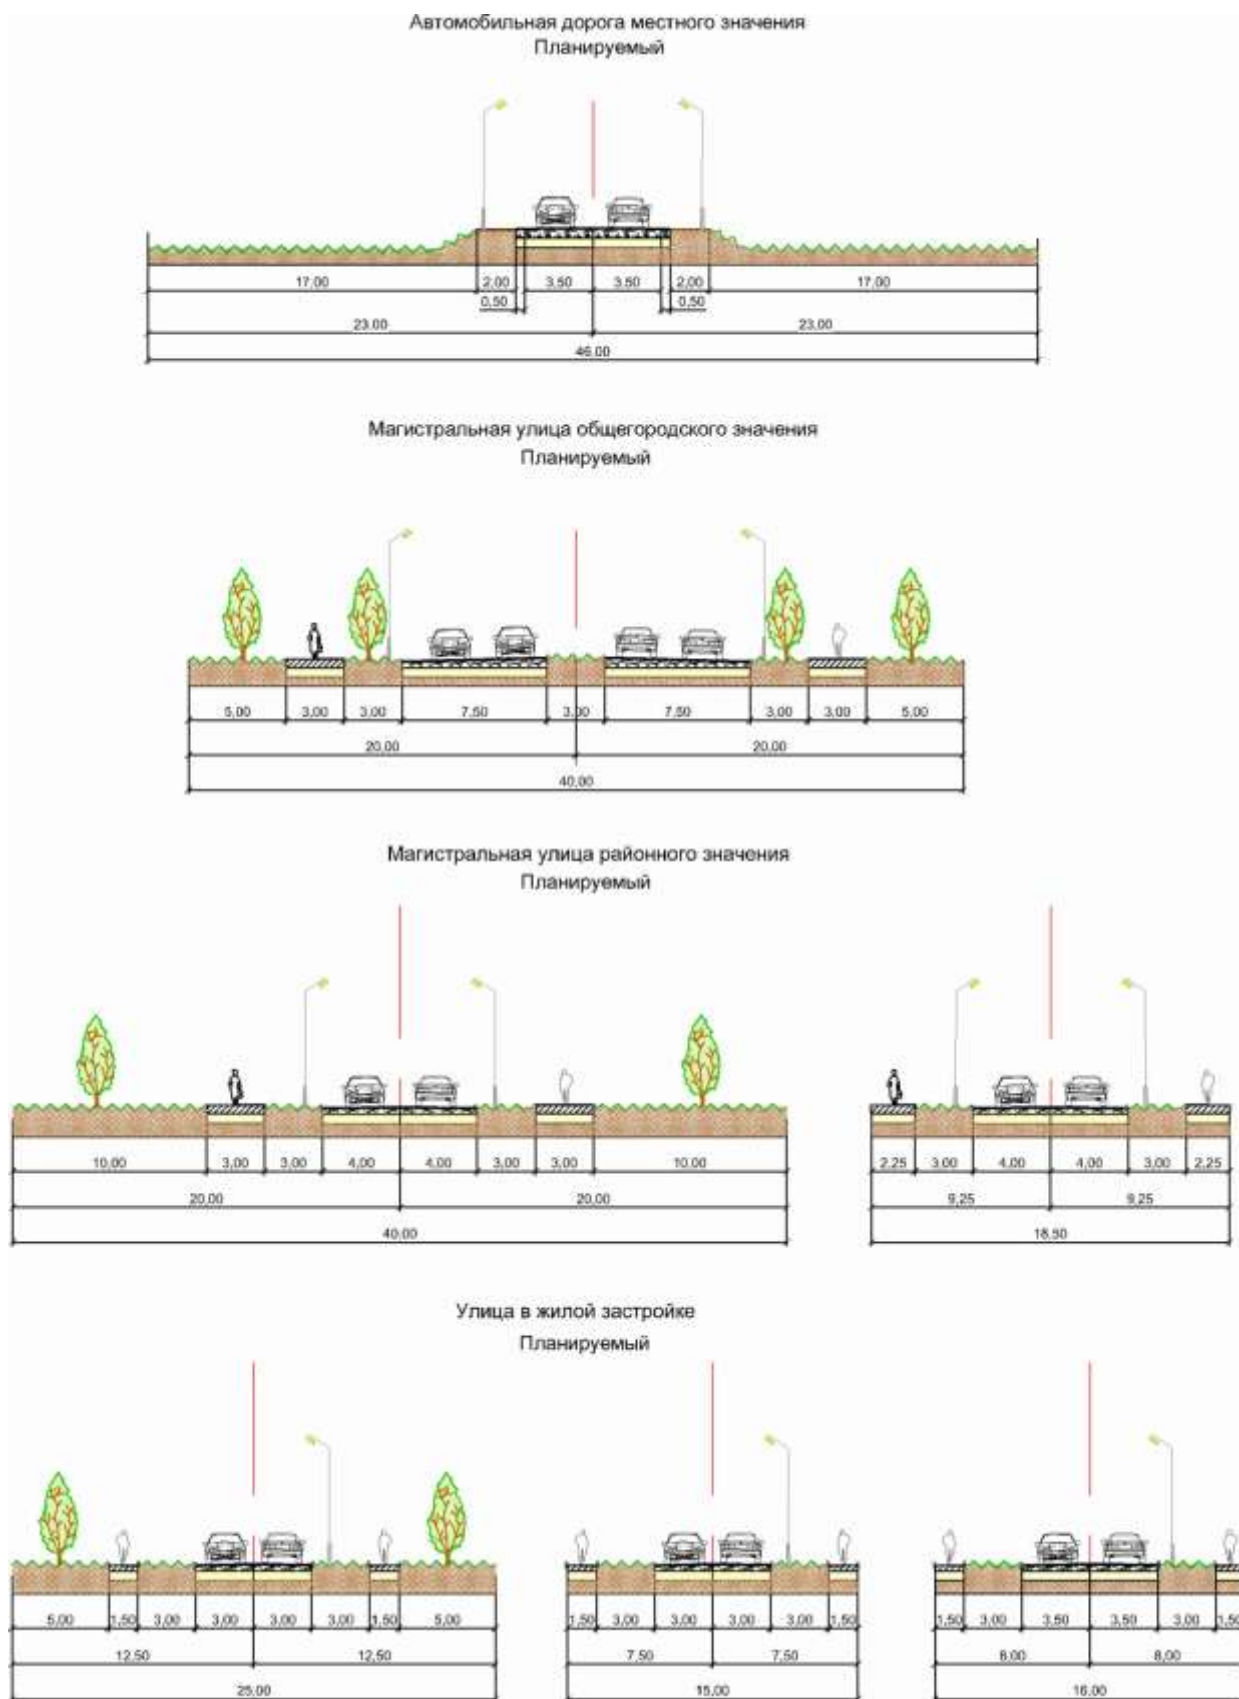 Автомобильная дорога местного значения
Планируемый
17,00 2,00 3,50 3,50 2,00 17,00
0,50 0,50
23,00 23,00
46,00
Магистральная улица общегородского значения
Планируемый
5,00 3,00 3,00 7,50 3,00 7,50 3,00 3,00 5,00
20,00 20,00
40,00
Магистральная улица районного значения
Планируемый
10,00 3,00 3,00 4,00 4,00 3,00 3,00 10,00 2,25 3,00 4,00 4,00 3,00 2,25
20,00 20,00 9,25 9,25
40,00 18,50
Улица в жилой застройке
Планируемый
5,00 1,50 3,00 3,00 3,00 3,00 1,50 5,00 1,50 3,00 3,00 3,00 3,00 1,50 1,50 3,00 3,50 3,50 3,00 1,50
12,50 12,50 7,50 7,50 8,00 8,00
25,00 15,00 16,00